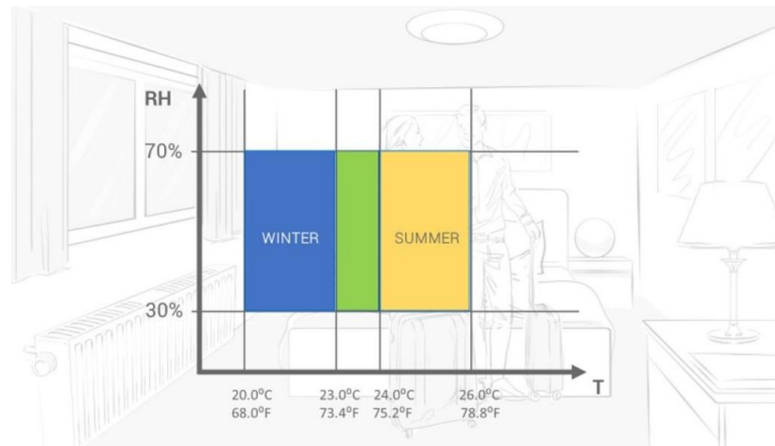 RH
70%
WINTER
SUMMER
30%
T
20.0⁰C 23.0⁰C 24.0⁰C 26.0⁰C
68.0⁰F 73.4⁰F 75.2⁰F 78.8⁰F